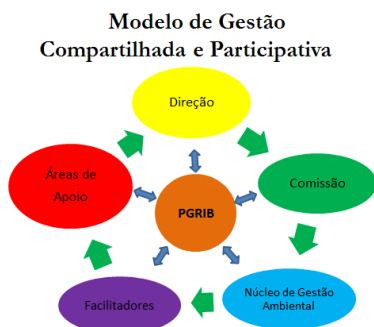 Modelo de Gestão
Compartilhada e Participativa
Direção
Áreas de
Apoio
Comissão
PGRIB
Núcleo de Gestão
Ambiental
Facilitadores